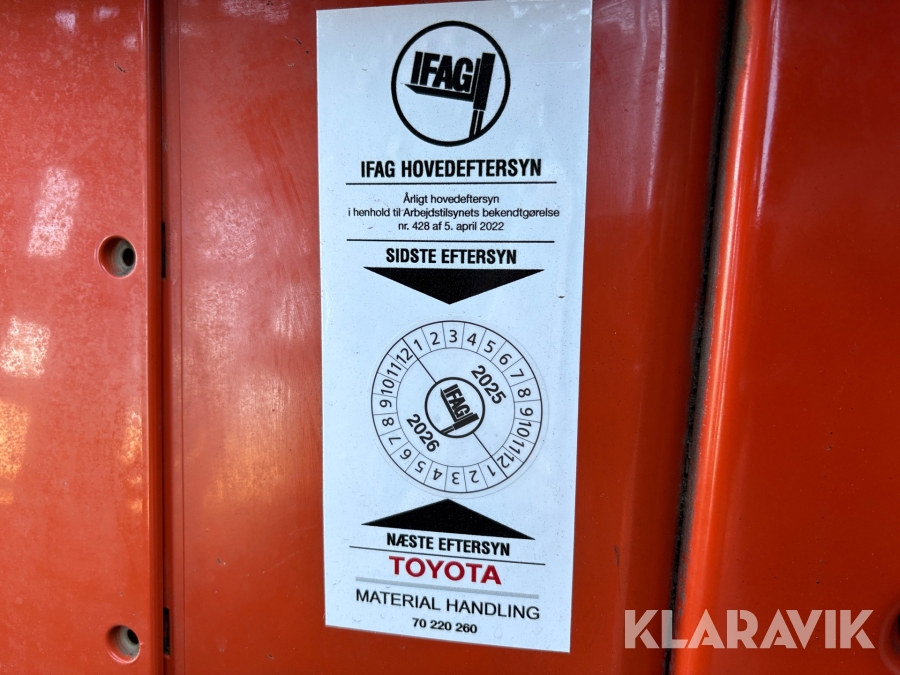 IFAG
IFAG HOVEDEFTERSYN
Årligt hovedeftersyn
i henhold til Arbejdstilsynets bekendtgørelse
nr. 428 af 5. april 2022
SIDSTE EFTERSYN
1 2 3 4 5 6 7 8 9 10 11 12
2025
IFAG
2026
1 2 3 4 5 6 7 8 9 10 11 12
NÆSTE EFTERSYN
TOYOTA
MATERIAL HANDLING
70 220 260
KLARAVIK